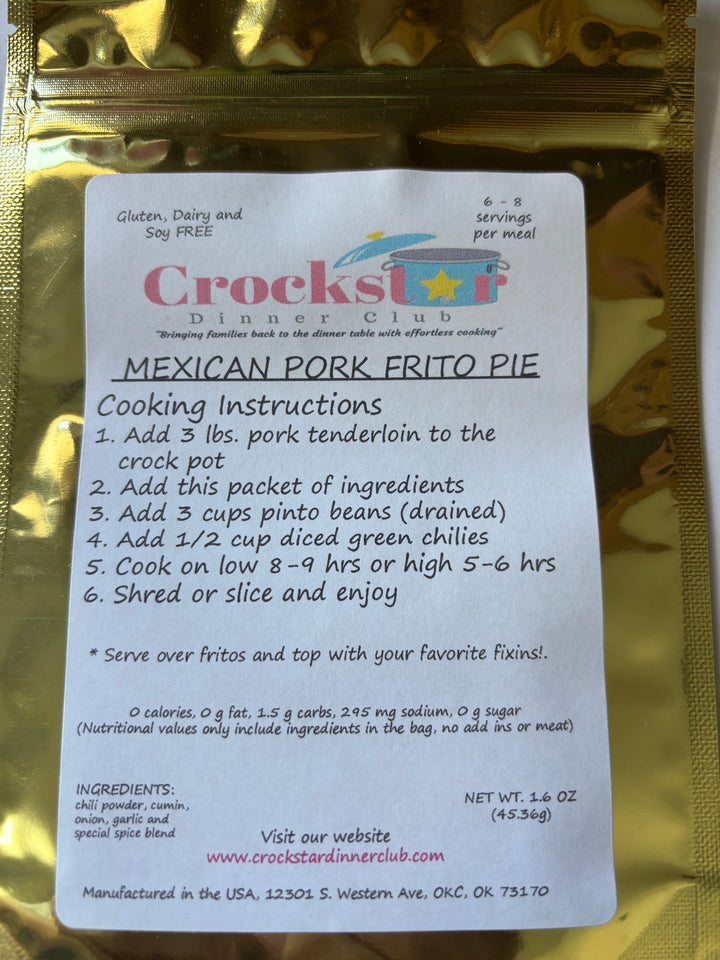 Gluten, Dairy and
Soy FREE
6 - 8
servings
per meal
Crockstar
Dinner Club
"Bringing families back to the dinner table with effortless cooking"
MEXICAN PORK FRITO PIE
Cooking Instructions
1. Add 3 lbs. pork tenderloin to the
crock pot
2. Add this packet of ingredients
3. Add 3 cups pinto beans (drained)
4. Add 1/2 cup diced green chilies
5. Cook on low 8-9 hrs or high 5-6 hrs
6. Shred or slice and enjoy
* Serve over fritos and top with your favorite fixins!.
0 calories, 0 g fat, 1.5 g carbs, 295 mg sodium, 0 g sugar
(Nutritional values only include ingredients in the bag, no add ins or meat)
INGREDIENTS:
chili powder, cumin,
onion, garlic and
special spice blend
NET WT. 1.6 OZ
(45.36g)
Visit our website
www.crockstardinnerclub.com
Manufactured in the USA, 12301 S. Western Ave, OKC, OK 73170